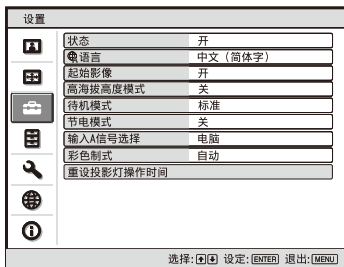 设置
状态 开
语言 中文（简体字）
起始影像 开
高海拔高度模式 关
待机模式 标准
节电模式 关
输入A信号选择 电脑
彩色制式 自动
重设投影灯操作时间
选择: 设定: ENTER 退出: MENU